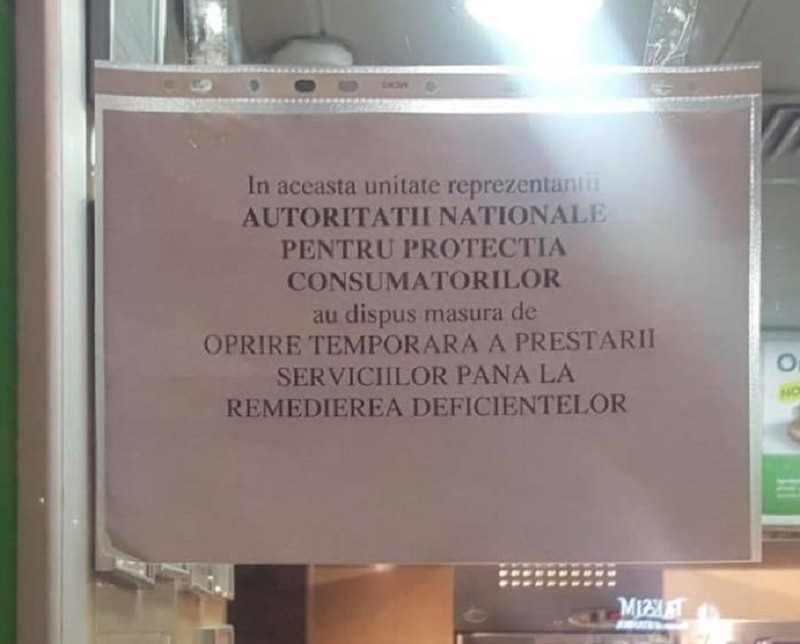 In aceasta unitate reprezentantii
AUTORITATII NATIONALE
PENTRU PROTECTIA
CONSUMATORILOR
au dispus masura de
OPRIRE TEMPORARA A PRESTARII
SERVICIILOR PANA LA
REMEDIEREA DEFICIENTELOR
TAKSIM